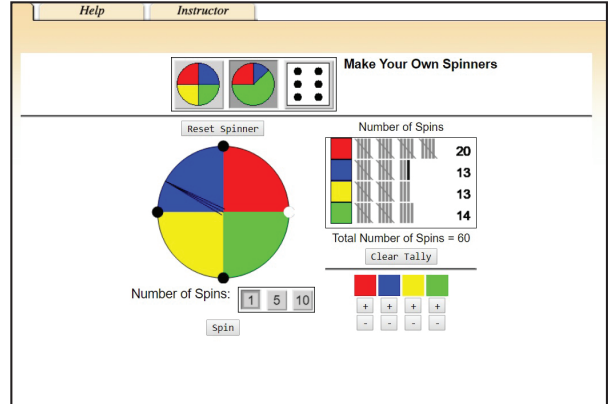 Help Instructor
Make Your Own Spinners
Reset Spinner
Number of Spins
20
13
13
14
Total Number of Spins = 60
Clear Tally
Number of Spins: 1 5 10
+ + + +
- - - -
Spin